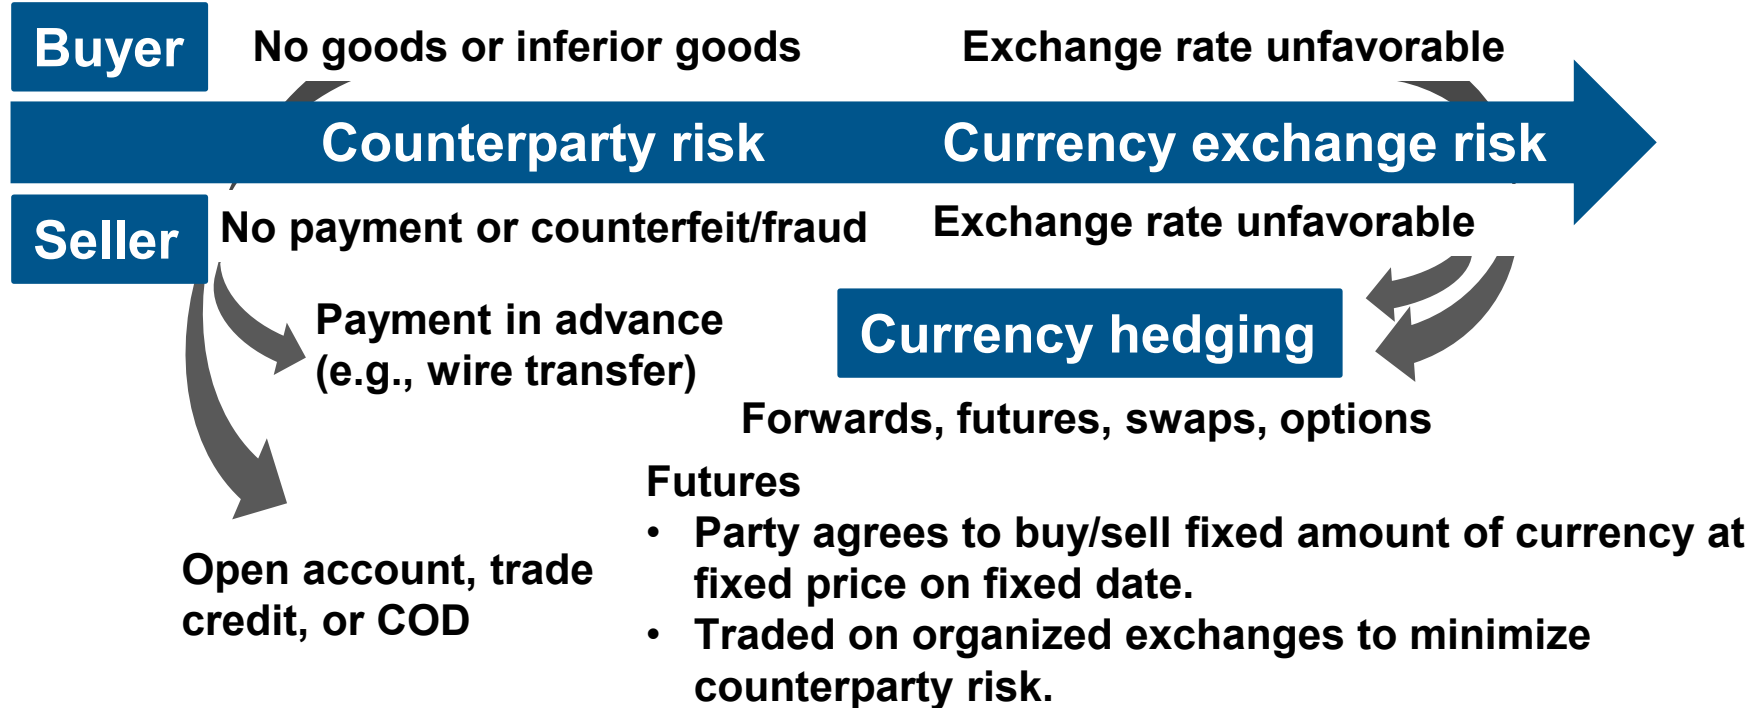 Buyer
No goods or inferior goods
Exchange rate unfavorable
Counterparty risk
Currency exchange risk
Seller
No payment or counterfeit/fraud
Exchange rate unfavorable
Payment in advance
(e.g., wire transfer)
Currency hedging
Forwards, futures, swaps, options
Open account, trade
credit, or COD
Futures
• Party agrees to buy/sell fixed amount of currency at
fixed price on fixed date.
• Traded on organized exchanges to minimize
counterparty risk.